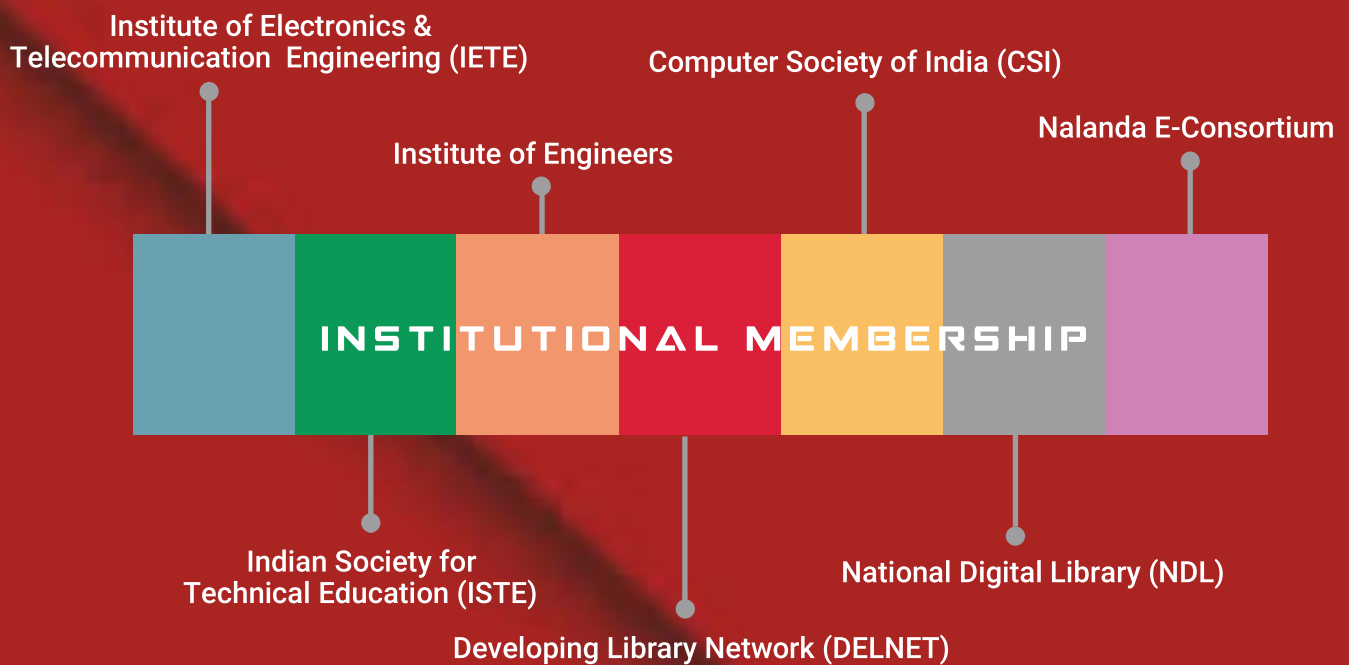 Institute of Electronics &
Telecommunication Engineering (IETE)
Computer Society of India (CSI)
Nalanda E-Consortium
Institute of Engineers
INSTITUTIONAL MEMBERSHIP
Indian Society for
Technical Education (ISTE)
National Digital Library (NDL)
Developing Library Network (DELNET)